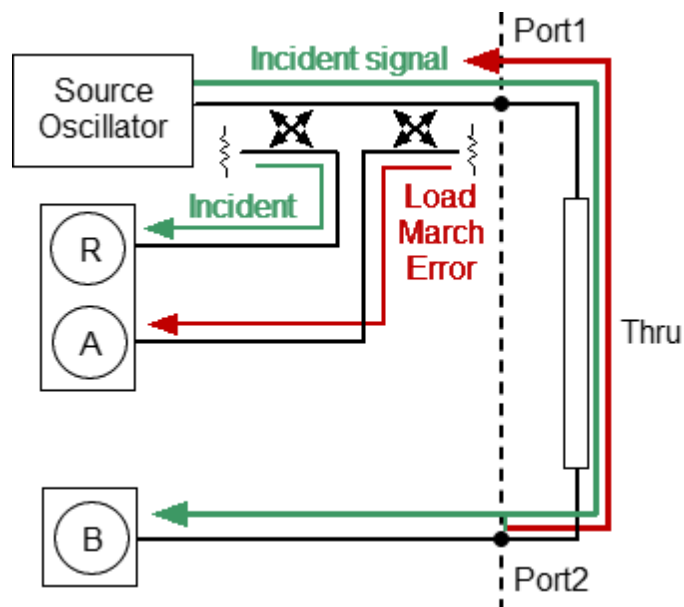 Port1
Incident signal
Source
Oscillator
Incident
Load
March
Error
R
A
Thru
B
Port2